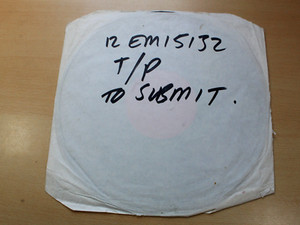 12 EMI5132
T/P
TO SUBMIT.